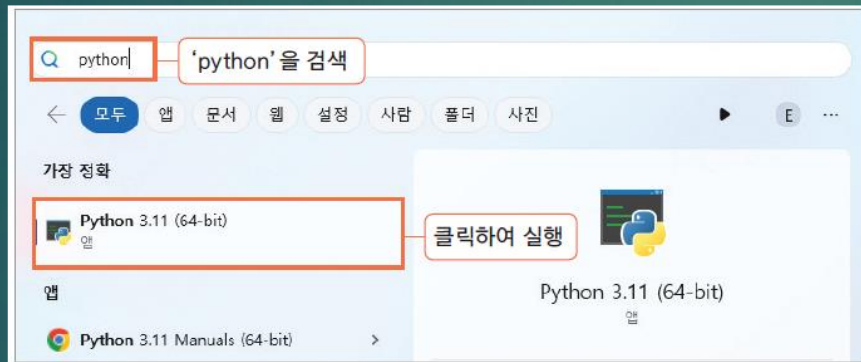 python
'python'을 검색
모두 앱 문서 웹 설정 사람 폴더 사진 E ...
가장 정확
Python 3.11 (64-bit)
앱
클릭하여 실행
Python 3.11 (64-bit)
앱
앱
Python 3.11 Manuals (64-bit)